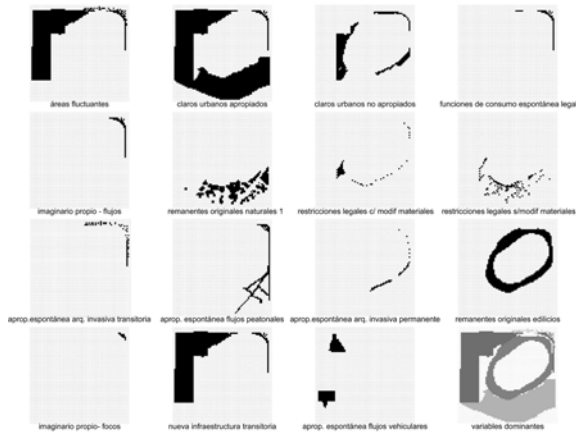 áreas fluctuantes
claros urbanos apropiados
claros urbanos no apropiados
funciones de consumo espontánea legal
imaginario propio - flujos
remanentes originales naturales 1
restricciones legales c/ modif materiales
restricciones legales s/modif materiales
aprop.espontánea arq. invasiva transitoria
aprop. espontánea flujos peatonales
aprop.espontánea arq. invasiva permanente
remanentes originales edilicios
imaginario propio- focos
nueva infraestructura transitoria
aprop. espontánea flujos vehiculares
variables dominantes